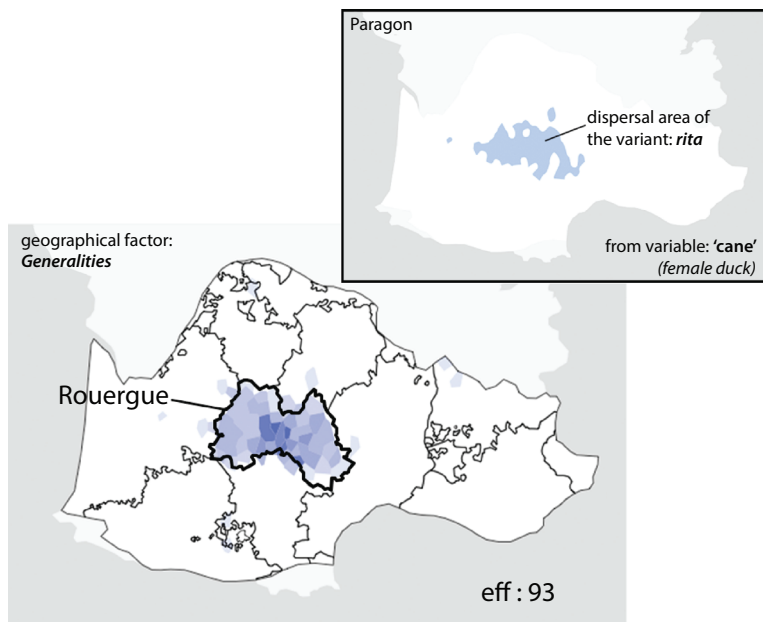 Paragon
dispersal area of
the variant: rita
from variable: 'cane'
(female duck)
geographical factor:
Generalities
Rouergue
eff : 93